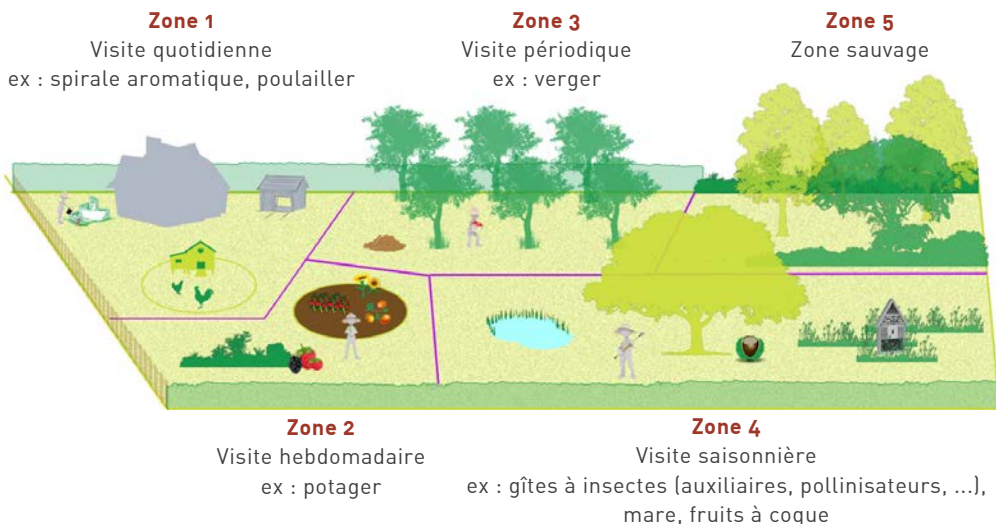 Zone 1
Visite quotidienne
ex : spirale aromatique, poulailler
Zone 3
Visite périodique
ex : verger
Zone 5
Zone sauvage
Zone 2
Visite hebdomadaire
ex : potager
Zone 4
Visite saisonnière
ex : gîtes à insectes (auxiliaires, pollinisateurs, ...),
mare, fruits à coque